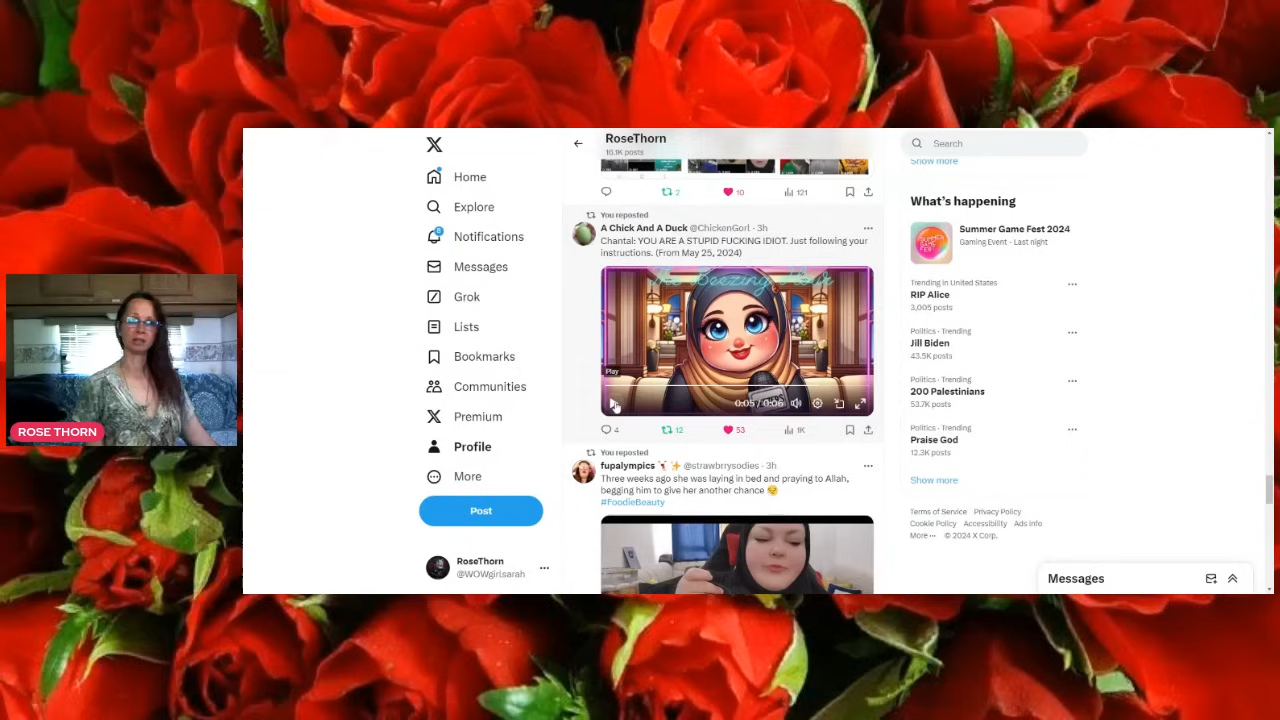 RoseThorn
16.1K posts
Search
Show more
Home
Explore
Notifications
Messages
Grok
Lists
Bookmarks
Communities
Premium
Profile
More
Post
RoseThorn
@WOWgirlsarah
2
10
121
You reposted
A Chick And A Duck @ChickenGorl · 3h
Chantal: YOU ARE A STUPID FUCKING IDIOT. Just following your
instructions. (From May 25, 2024)
The Beezing
Play
0:05 / 0:06
4
12
53
1K
You reposted
fupalympics @strawbrrysodies · 3h
Three weeks ago she was laying in bed and praying to Allah,
begging him to give her another chance
#FoodieBeauty
What's happening
Summer Game Fest 2024
Gaming Event · Last night
Trending in United States
RIP Alice
3,005 posts
Politics · Trending
Jill Biden
43.5K posts
Politics · Trending
200 Palestinians
53.7K posts
Politics · Trending
Praise God
12.3K posts
Show more
Terms of Service Privacy Policy
Cookie Policy Accessibility Ads info
More ··· © 2024 X Corp.
Messages
ROSE THORN